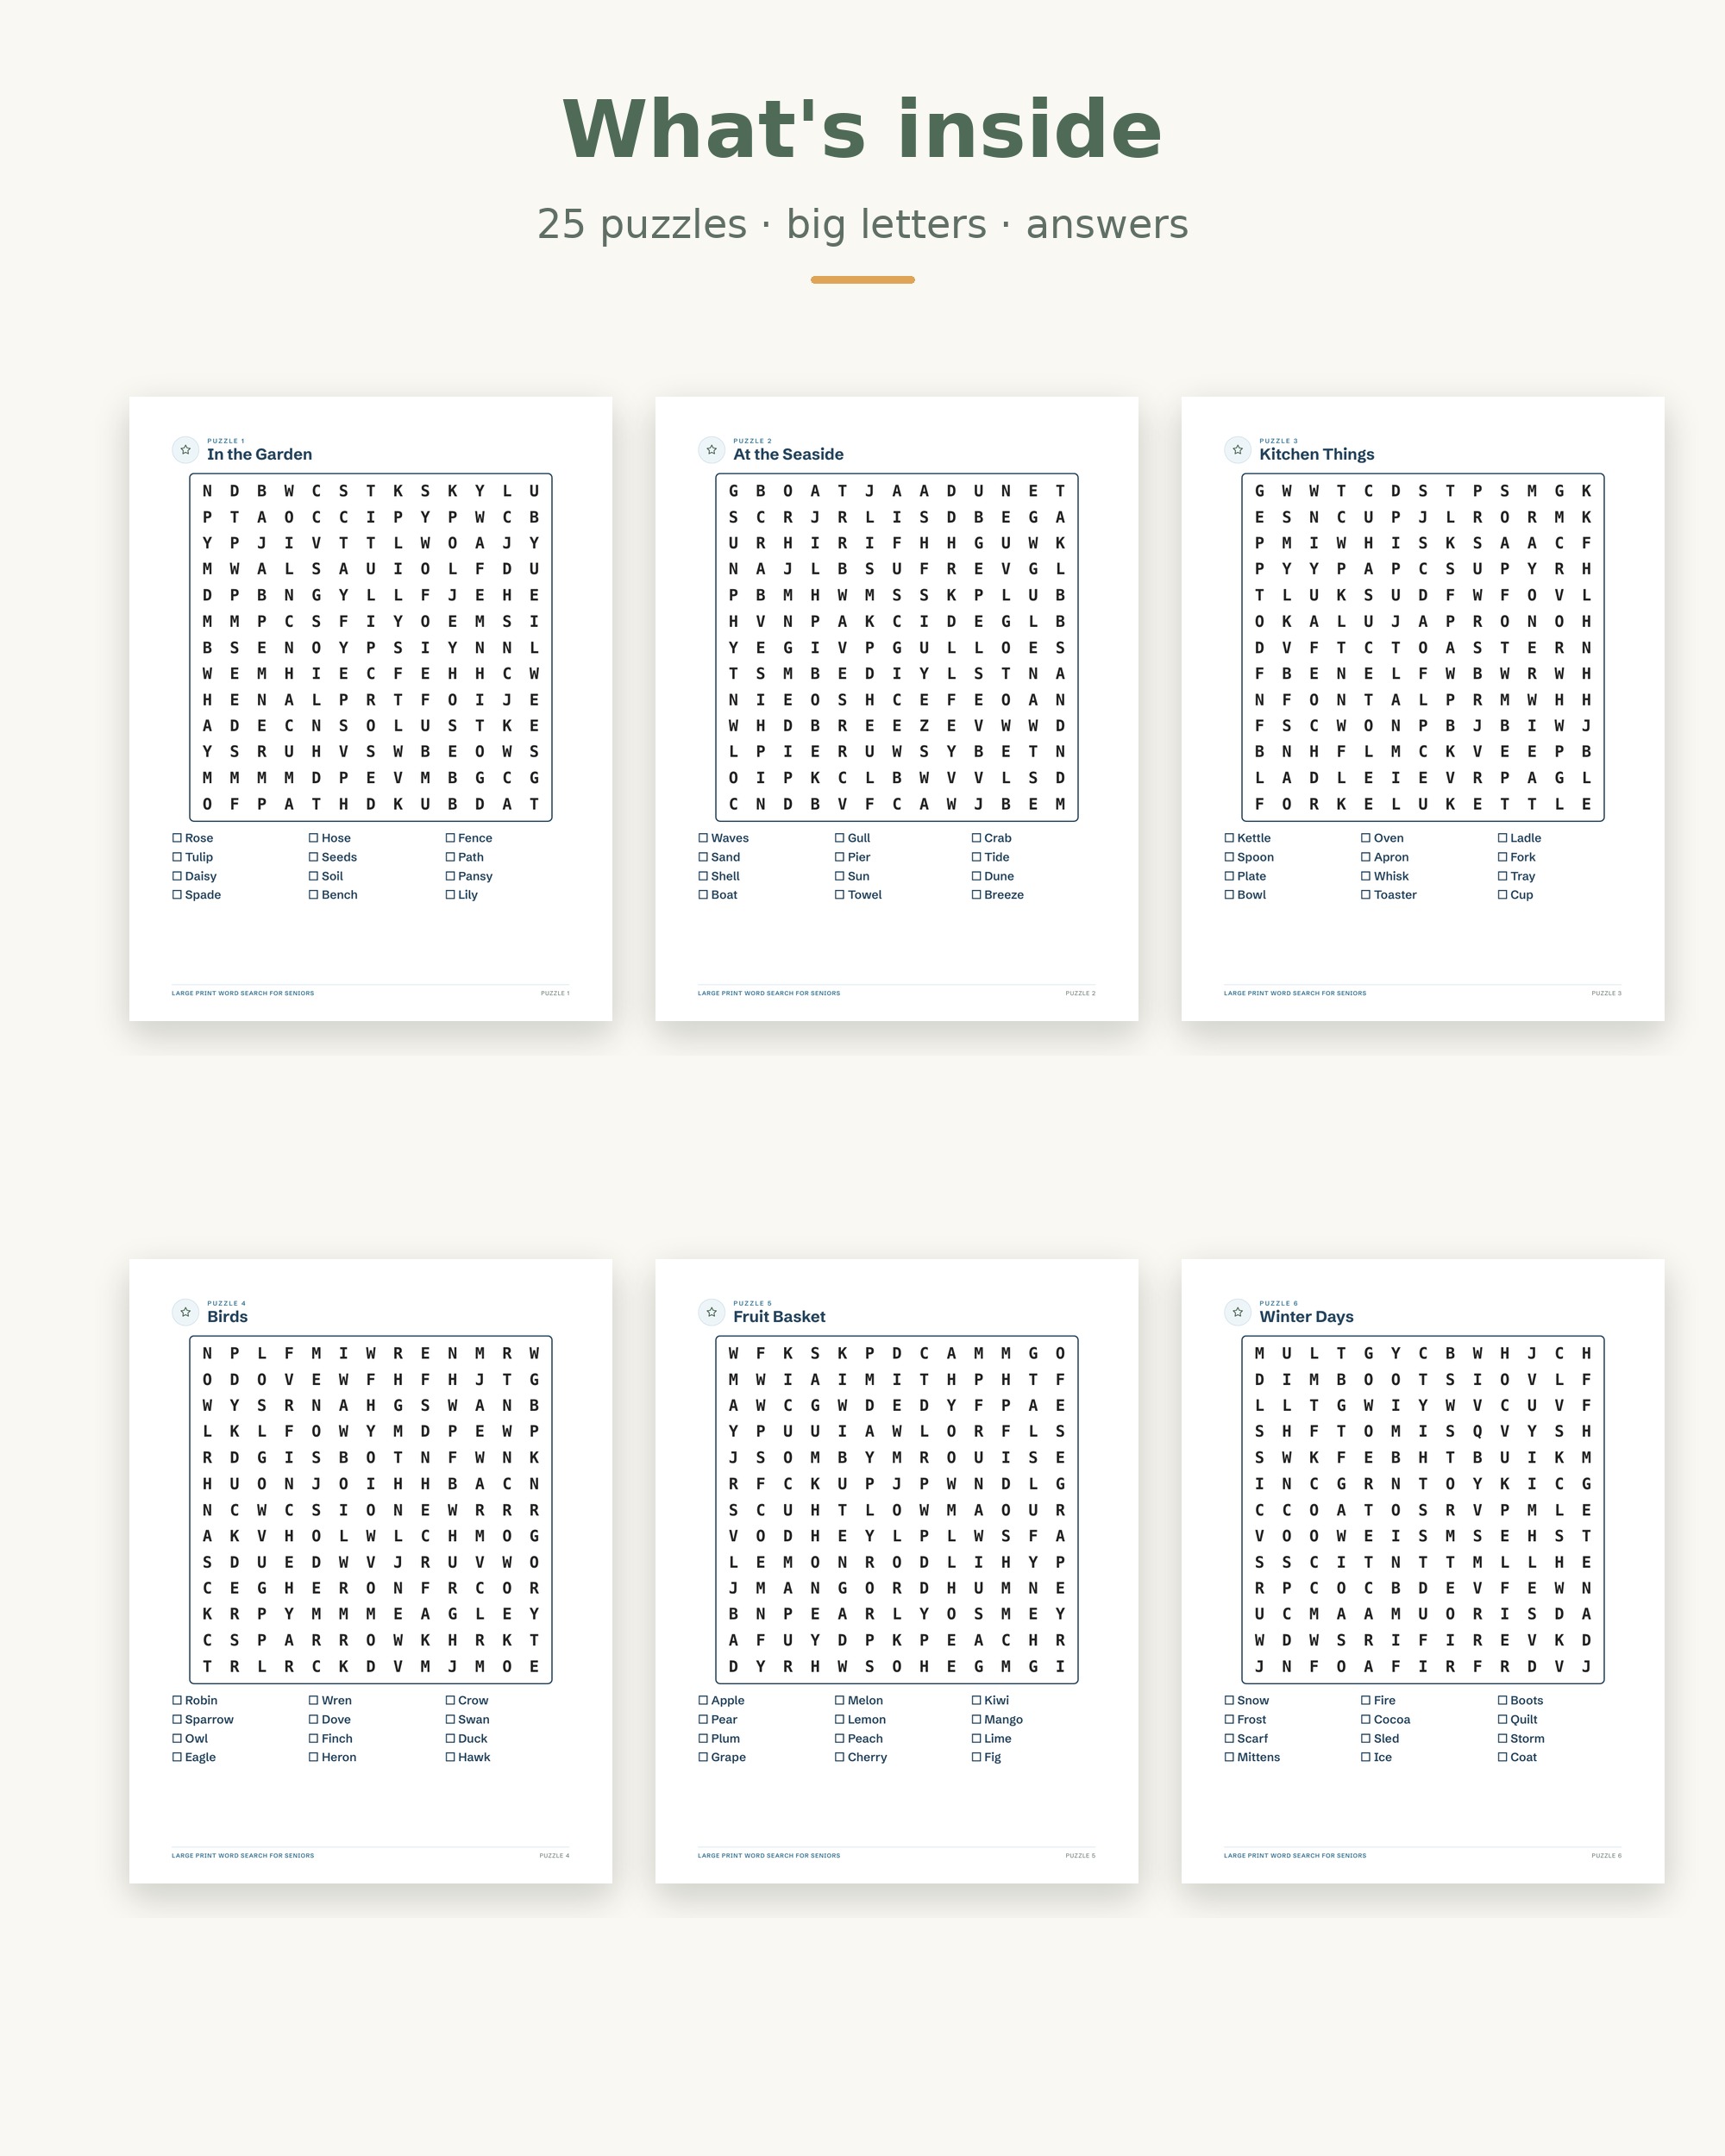 What's inside
25 puzzles · big letters · answers
PUZZLE 1
In the Garden
N D B W C S T K S K Y L U
P T A O C C I P Y P W C B
Y P J I V T T L W O A J Y
M W A L S A U I O L F D U
D P B N G Y L L F J E H E
M M P C S F I Y O E M S I
B S E N O Y P S I Y N N L
W E M H I E C F E H H C W
H E N A L P R T F O I J E
A D E C N S O L U S T K E
Y S R U H V S W B E O W S
M M M M D P E V M B G C G
O F P A T H D K U B D A T
☐ Rose ☐ Hose ☐ Fence
☐ Tulip ☐ Seeds ☐ Path
☐ Daisy ☐ Soil ☐ Pansy
☐ Spade ☐ Bench ☐ Lily
LARGE PRINT WORD SEARCH FOR SENIORS PUZZLE 1
PUZZLE 2
At the Seaside
G B O A T J A A D U N E T
S C R J R L I S D B E G A
U R H I R I F H H G U W K
N A J L B S U F R E V G L
P B M H W M S S K P L U B
H V N P A K C I D E G L B
Y E G I V P G U L L O E S
T S M B E D I Y L S T N A
N I E O S H C E F E O A N
W H D B R E E Z E V W W D
L P I E R U W S Y B E T N
O I P K C L B W V V L S D
C N D B V F C A W J B E M
☐ Waves ☐ Gull ☐ Crab
☐ Sand ☐ Pier ☐ Tide
☐ Shell ☐ Sun ☐ Dune
☐ Boat ☐ Towel ☐ Breeze
LARGE PRINT WORD SEARCH FOR SENIORS PUZZLE 2
PUZZLE 3
Kitchen Things
G W W T C D S T P S M G K
E S N C U P J L R O R M K
P M I W H I S K S A A C F
P Y Y P A P C S U P Y R H
T L U K S U D F W F O V L
O K A L U J A P R O N O H
D V F T C T O A S T E R N
F B E N E L F W B W R W H
N F O N T A L P R M W H H
F S C W O N P B J B I W J
B N H F L M C K V E E P B
L A D L E I E V R P A G L
F O R K E L U K E T T L E
☐ Kettle ☐ Oven ☐ Ladle
☐ Spoon ☐ Apron ☐ Fork
☐ Plate ☐ Whisk ☐ Tray
☐ Bowl ☐ Toaster ☐ Cup
LARGE PRINT WORD SEARCH FOR SENIORS PUZZLE 3
PUZZLE 4
Birds
N P L F M I W R E N M R W
O D O V E W F H F H J T G
W Y S R N A H G S W A N B
L K L F O W Y M D P E W P
R D G I S B O T N F W N K
H U O N J O I H H B A C N
N C W C S I O N E W R R R
A K V H O L W L C H M O G
S D U E D W V J R U V W O
C E G H E R O N F R C O R
K R P Y M M M E A G L E Y
C S P A R R O W K H R K T
T R L R C K D V M J M O E
☐ Robin ☐ Wren ☐ Crow
☐ Sparrow ☐ Dove ☐ Swan
☐ Owl ☐ Finch ☐ Duck
☐ Eagle ☐ Heron ☐ Hawk
LARGE PRINT WORD SEARCH FOR SENIORS PUZZLE 4
PUZZLE 5
Fruit Basket
W F K S K P D C A M M G O
M W I A I M I T H P H T F
A W C G W D E D Y F P A E
Y P U U I A W L O R F L S
J S O M B Y M R O U I S E
R F C K U P J P W N D L G
S C U H T L O W M A O U R
V O D H E Y L P L W S F A
L E M O N R O D L I H Y P
J M A N G O R D H U M N E
B N P E A R L Y O S M E Y
A F U Y D P K P E A C H R
D Y R H W S O H E G M G I
☐ Apple ☐ Melon ☐ Kiwi
☐ Pear ☐ Lemon ☐ Mango
☐ Plum ☐ Peach ☐ Lime
☐ Grape ☐ Cherry ☐ Fig
LARGE PRINT WORD SEARCH FOR SENIORS PUZZLE 5
PUZZLE 6
Winter Days
M U L T G Y C B W H J C H
D I M B O O T S I O V L F
L L T G W I Y W V C U V F
S H F T O M I S Q V Y S H
S W K F E B H T B U I K M
I N C G R N T O Y K I C G
C C O A T O S R V P M L E
V O O W E I S M S E H S T
S S C I T N T T M L L H E
R P C O C B D E V F E W N
U C M A A M U O R I S D A
W D W S R I F I R E V K D
J N F O A F I R F R D V J
☐ Snow ☐ Fire ☐ Boots
☐ Frost ☐ Cocoa ☐ Quilt
☐ Scarf ☐ Sled ☐ Storm
☐ Mittens ☐ Ice ☐ Coat
LARGE PRINT WORD SEARCH FOR SENIORS PUZZLE 6